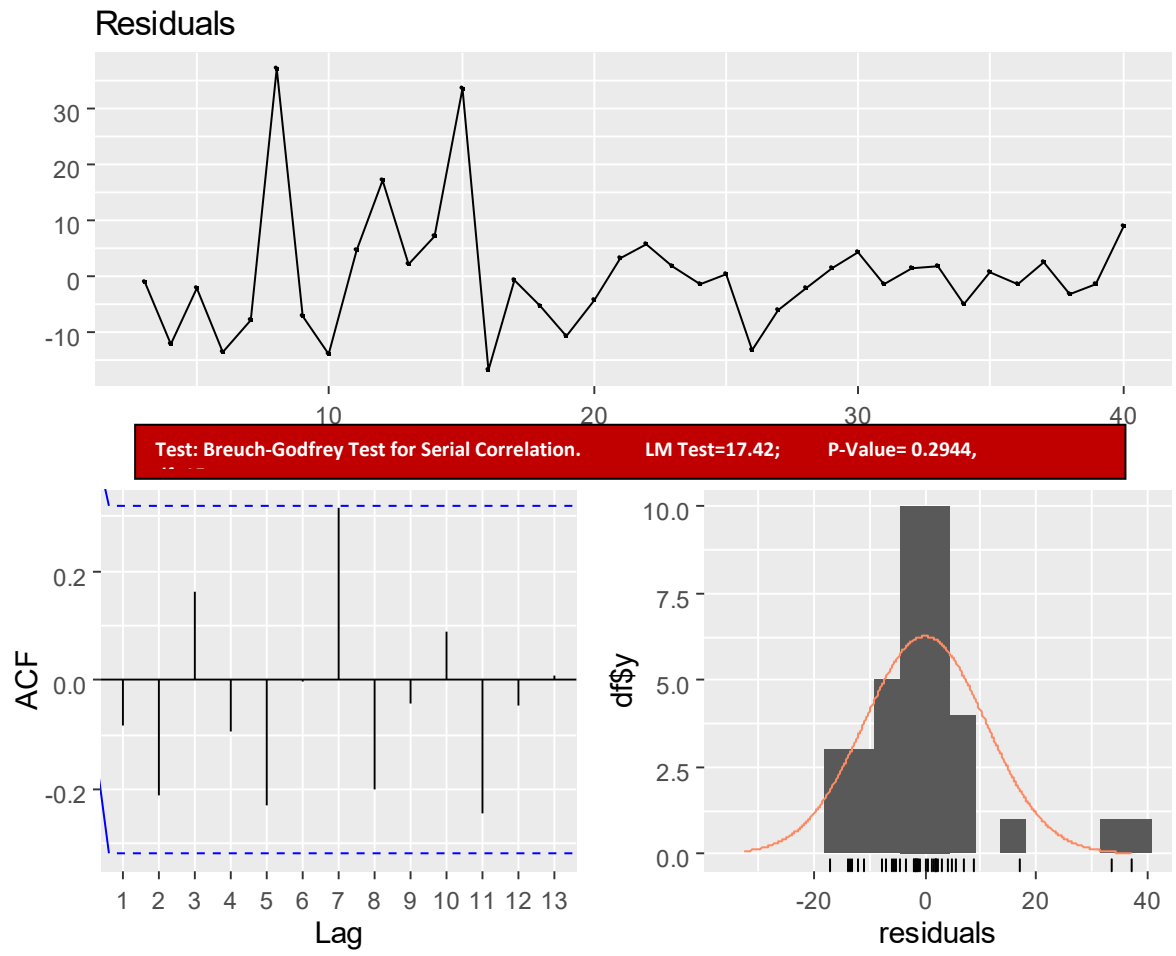 Residuals
30
20
10
0
-10
10 20 30 40
Test: Breuch-Godfrey Test for Serial Correlation. LM Test=17.42; P-Value= 0.2944,
ACF
0.2
0.0
-0.2
1 2 3 4 5 6 7 8 9 10 11 12 13
Lag
df$y
10.0
7.5
5.0
2.5
0.0
-20 0 20 40
residuals